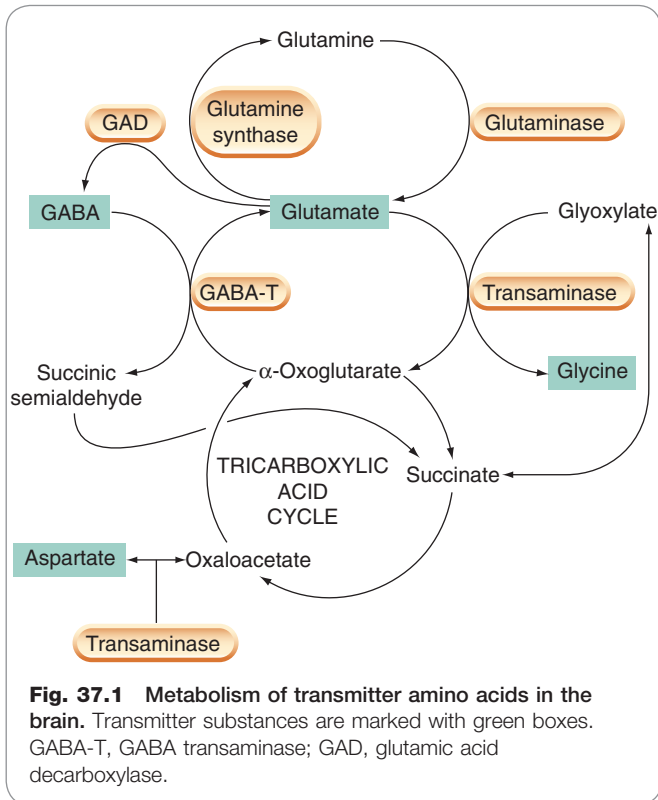 Glutamine
Glutamine
synthase
GAD
Glutaminase
GABA
Glutamate
Glyoxylate
GABA-T
Transaminase
Succinic
semialdehyde
α-Oxoglutarate
Glycine
TRICARBOXYLIC
ACID
CYCLE
Succinate
Aspartate
Oxaloacetate
Transaminase
Fig. 37.1 Metabolism of transmitter amino acids in the
brain. Transmitter substances are marked with green boxes.
GABA-T, GABA transaminase; GAD, glutamic acid
decarboxylase.